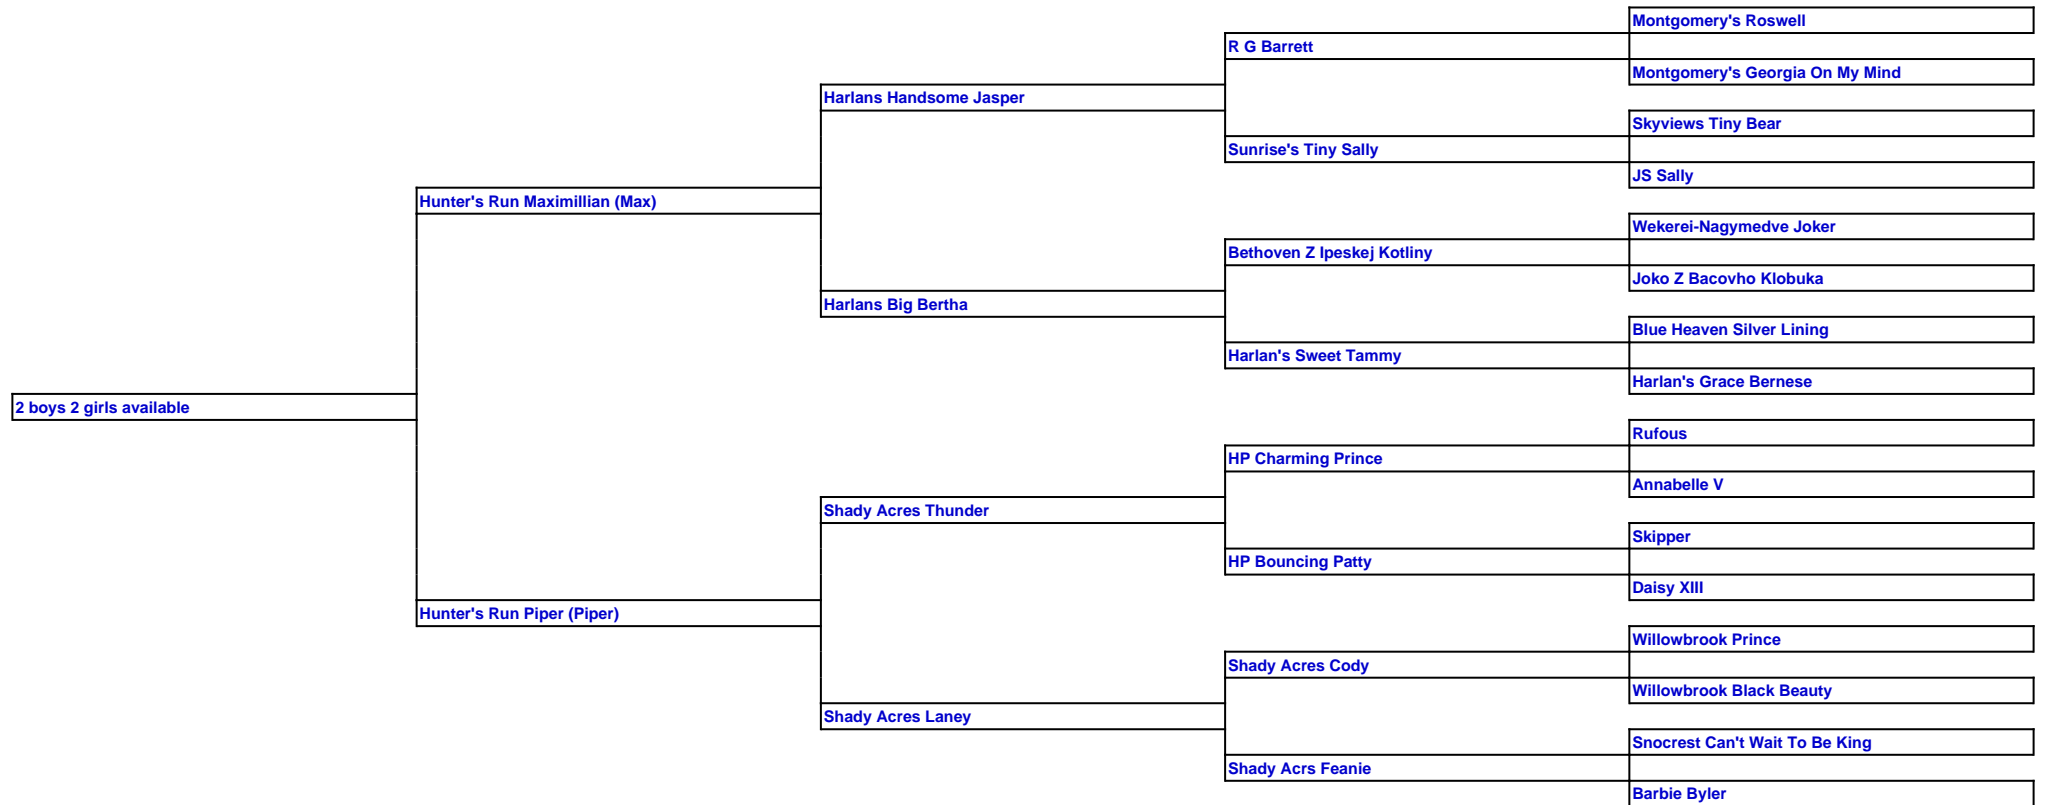 Montgomery's Roswell
R G Barrett
Montgomery's Georgia On My Mind
Harlans Handsome Jasper
Skyviews Tiny Bear
Sunrise's Tiny Sally
JS Sally
Hunter's Run Maximillian (Max)
Wekerei-Nagymedve Joker
Bethoven Z Ipeskej Kotliny
Joko Z Bacovho Klobuka
Harlans Big Bertha
Blue Heaven Silver Lining
Harlan's Sweet Tammy
Harlan's Grace Bernese
2 boys 2 girls available
Rufous
HP Charming Prince
Annabelle V
Shady Acres Thunder
Skipper
HP Bouncing Patty
Daisy XIII
Hunter's Run Piper (Piper)
Willowbrook Prince
Shady Acres Cody
Willowbrook Black Beauty
Shady Acres Laney
Snocrest Can't Wait To Be King
Shady Acrs Feanie
Barbie Byler